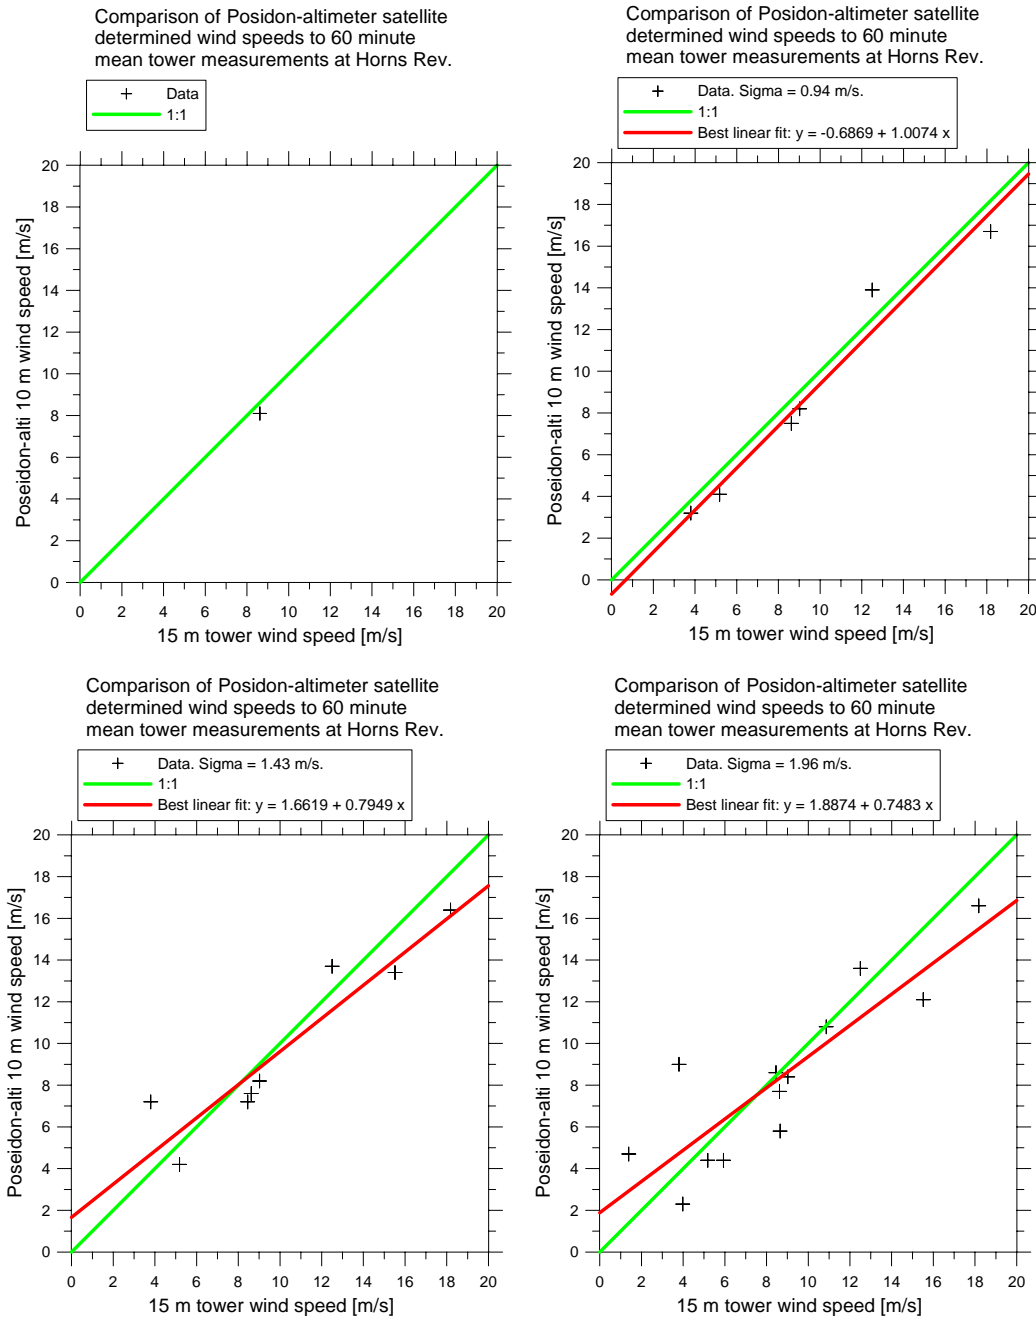 Comparison of Posidon-altimeter satellite
determined wind speeds to 60 minute
mean tower measurements at Horns Rev.
Data
1:1
20
18
16
14
12
10
8
6
4
2
0
Poseidon-alti 10 m wind speed [m/s]
0 2 4 6 8 10 12 14 16 18 20
15 m tower wind speed [m/s]
Comparison of Posidon-altimeter satellite
determined wind speeds to 60 minute
mean tower measurements at Horns Rev.
Data. Sigma = 0.94 m/s.
1:1
Best linear fit: y = -0.6869 + 1.0074 x
20
18
16
14
12
10
8
6
4
2
0
Poseidon-alti 10 m wind speed [m/s]
0 2 4 6 8 10 12 14 16 18 20
15 m tower wind speed [m/s]
Comparison of Posidon-altimeter satellite
determined wind speeds to 60 minute
mean tower measurements at Horns Rev.
Data. Sigma = 1.43 m/s.
1:1
Best linear fit: y = 1.6619 + 0.7949 x
20
18
16
14
12
10
8
6
4
2
0
Poseidon-alti 10 m wind speed [m/s]
0 2 4 6 8 10 12 14 16 18 20
15 m tower wind speed [m/s]
Comparison of Posidon-altimeter satellite
determined wind speeds to 60 minute
mean tower measurements at Horns Rev.
Data. Sigma = 1.96 m/s.
1:1
Best linear fit: y = 1.8874 + 0.7483 x
20
18
16
14
12
10
8
6
4
2
0
Poseidon-alti 10 m wind speed [m/s]
0 2 4 6 8 10 12 14 16 18 20
15 m tower wind speed [m/s]